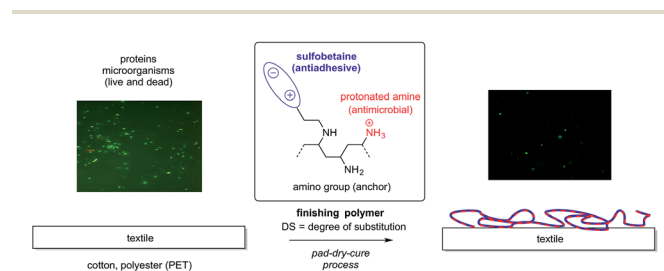 proteins
microorganisms
(live and dead)
textile
cotton, polyester (PET)
sulfobetaine
(antiadhesive)
⊖
⊕
protonated amine
(antimicrobial)
⊕
NH₃
NH
NH₂
amino group (anchor)
finishing polymer
DS = degree of substitution
pad-dry-cure
process
textile